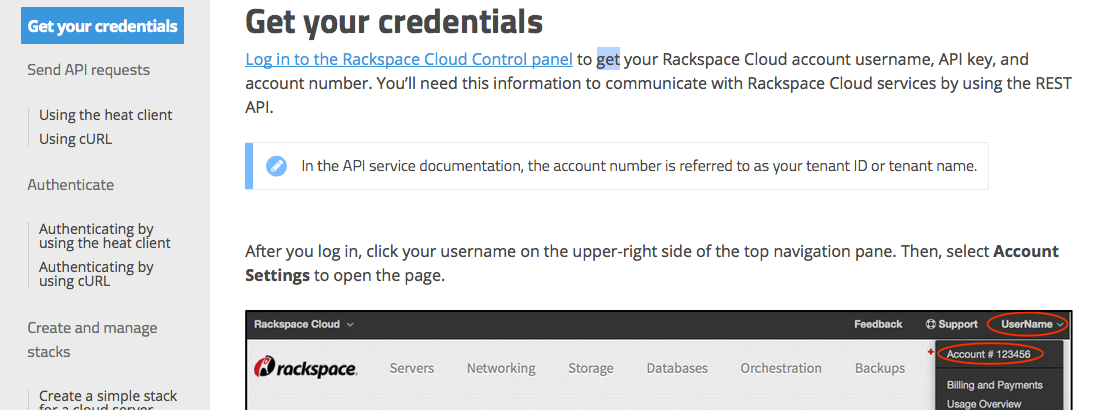 Get your credentials
Send API requests
Using the heat client
Using cURL
Authenticate
Authenticating by
using the heat client
Authenticating by
using cURL
Create and manage
stacks
Create a simple stack
for a cloud server
Get your credentials
Log in to the Rackspace Cloud Control panel to get your Rackspace Cloud account username, API key, and
account number. You’ll need this information to communicate with Rackspace Cloud services by using the REST
API.
In the API service documentation, the account number is referred to as your tenant ID or tenant name.
After you log in, click your username on the upper-right side of the top navigation pane. Then, select Account
Settings to open the page.
Rackspace Cloud Feedback Support UserName
rackspace. Servers Networking Storage Databases Orchestration Backups
Account # 123456
Billing and Payments
Usage Overview